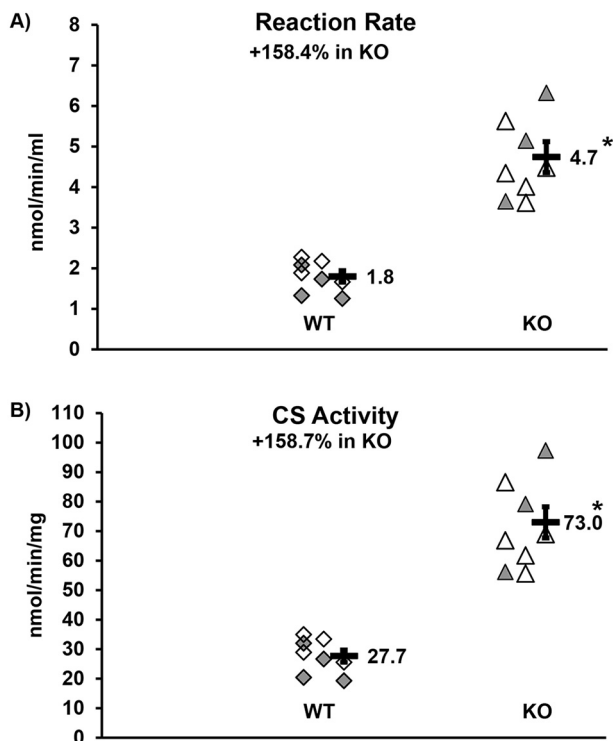 A)
Reaction Rate
+158.4% in KO
nmol/min/ml
8
7
6
5
4
3
2
1
0
1.8
4.7 *
WT KO
B)
CS Activity
+158.7% in KO
nmol/min/mg
110
100
90
80
70
60
50
40
30
20
10
0
27.7
73.0 *
WT KO